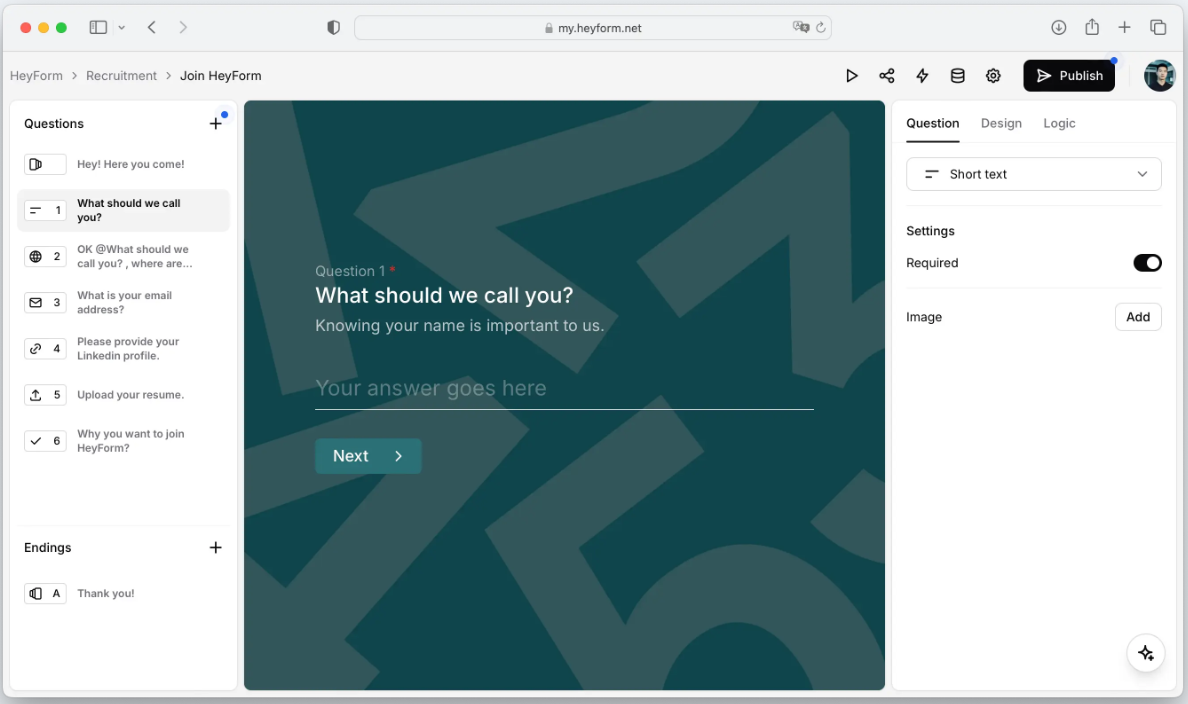 my.heyform.net
HeyForm > Recruitment > Join HeyForm
Publish
Questions
Hey! Here you come!
1 What should we call
you?
2 OK @What should we
call you? , where are...
3 What is your email
address?
4 Please provide your
Linkedin profile.
5 Upload your resume.
6 Why you want to join
HeyForm?
Endings
A Thank you!
Question 1 *
What should we call you?
Knowing your name is important to us.
Your answer goes here
Next
Question Design Logic
Short text
Settings
Required
Image Add